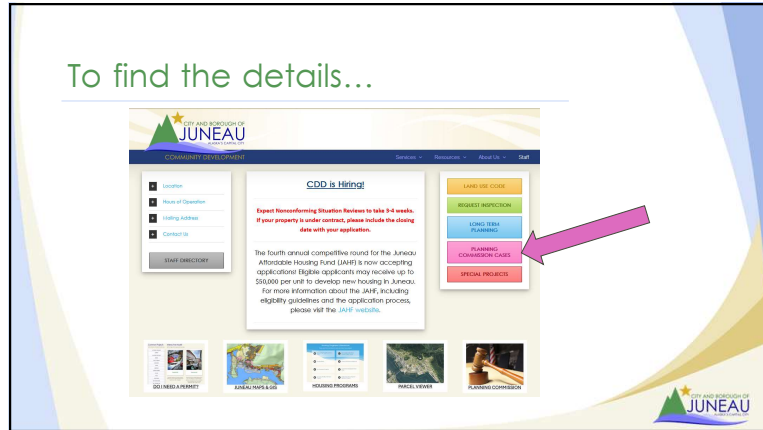 To find the details...
CITY AND BOROUGH OF
JUNEAU
ALASKA'S CAPITAL CITY
COMMUNITY DEVELOPMENT
Services
Resources
About Us
Staff
Location
Hours of Operation
Mailing Address
Contact Us
STAFF DIRECTORY
CDD is Hiring!
Expect Nonconforming Situation Reviews to take 3-4 weeks.
If your property is under contract, please include the closing
date with your application.
The fourth annual competitive round for the Juneau
Affordable Housing Fund (JAHF) is now accepting
applications! Eligible applicants may receive up to
$50,000 per unit to develop new housing in Juneau.
For more information about the JAHF, including
eligibility guidelines and the application process,
please visit the JAHF website.
LAND USE CODE
REQUEST INSPECTION
LONG TERM
PLANNING
PLANNING
COMMISSION CASES
SPECIAL PROJECTS
DO I NEED A PERMIT?
JUNEAU MAPS & GIS
HOUSING PROGRAMS
PARCEL VIEWER
PLANNING COMMISSION
CITY AND BOROUGH OF
JUNEAU
ALASKA'S CAPITAL CITY